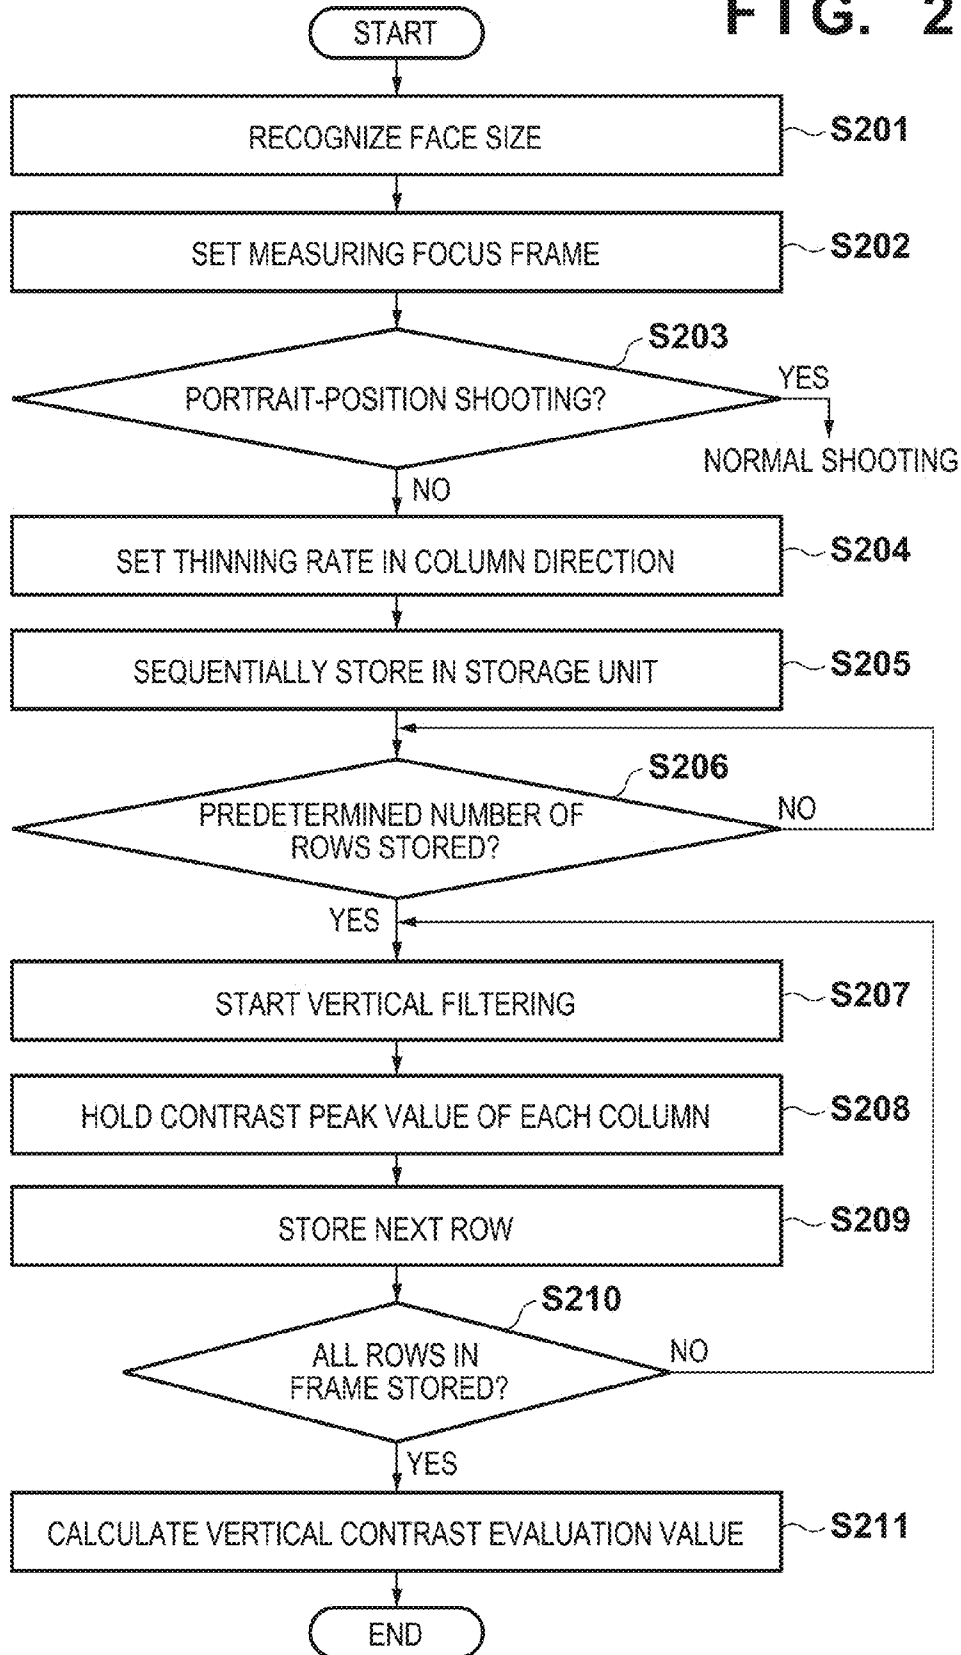 FIG. 2
START
RECOGNIZE FACE SIZE
S201
SET MEASURING FOCUS FRAME
S202
S203
PORTRAIT-POSITION SHOOTING?
YES
NORMAL SHOOTING
NO
SET THINNING RATE IN COLUMN DIRECTION
S204
SEQUENTIALLY STORE IN STORAGE UNIT
S205
S206
PREDETERMINED NUMBER OF
ROWS STORED?
NO
YES
START VERTICAL FILTERING
S207
HOLD CONTRAST PEAK VALUE OF EACH COLUMN
S208
STORE NEXT ROW
S209
S210
ALL ROWS IN
FRAME STORED?
NO
YES
CALCULATE VERTICAL CONTRAST EVALUATION VALUE
S211
END